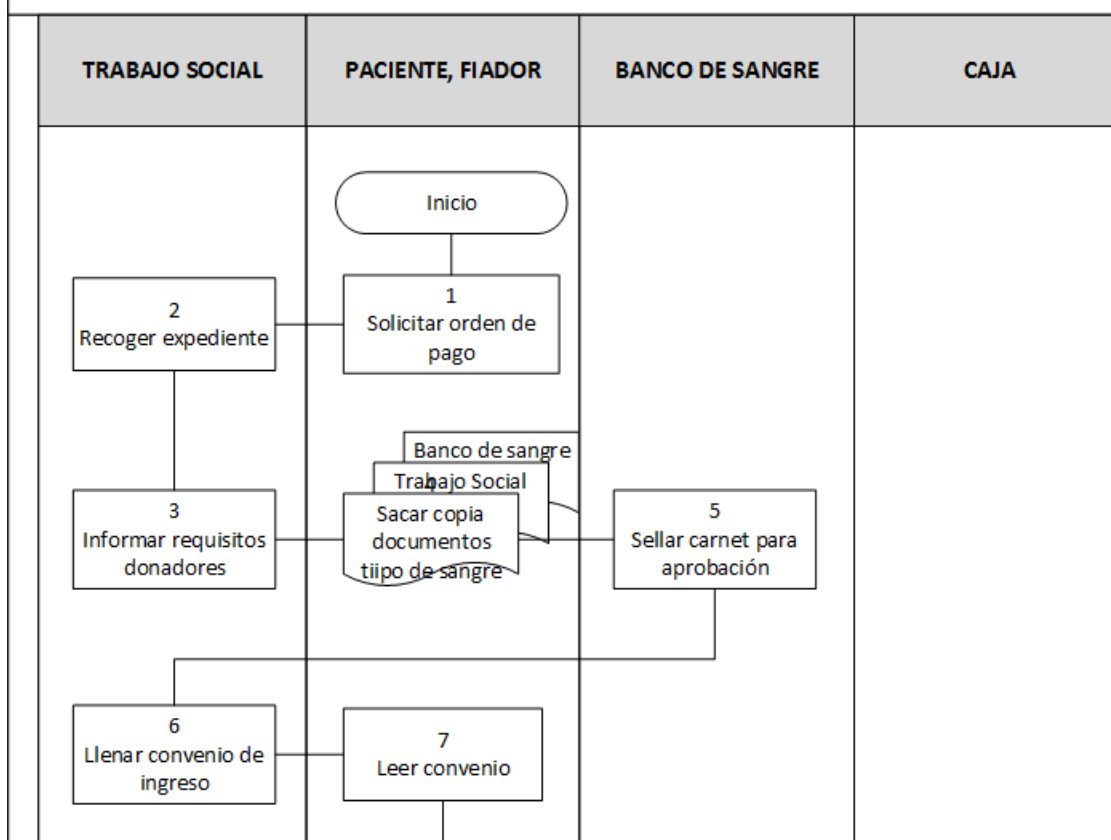 TRABAJO SOCIAL
PACIENTE, FIADOR
BANCO DE SANGRE
CAJA
Inicio
1
Solicitar orden de
pago
2
Recoger expediente
3
Informar requisitos
donadores
Banco de sangre
Trabajo Social
4
Sacar copia
documentos
tiipo de sangre
5
Sellar carnet para
aprobación
6
Llenar convenio de
ingreso
7
Leer convenio